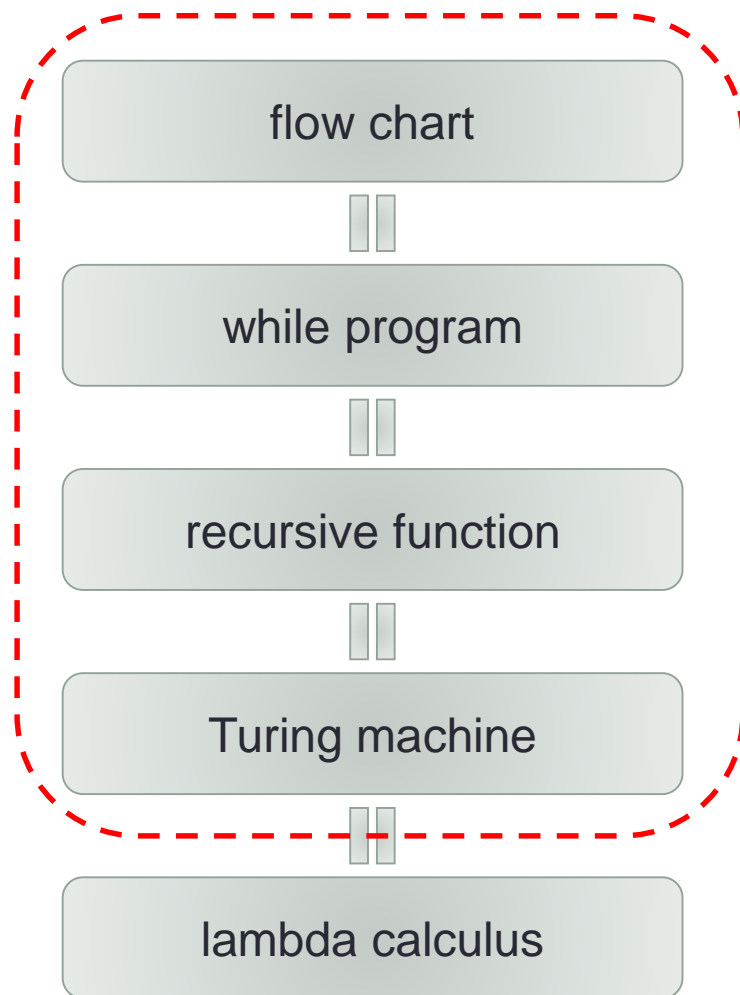 flow chart
while program
recursive function
Turing machine
lambda calculus